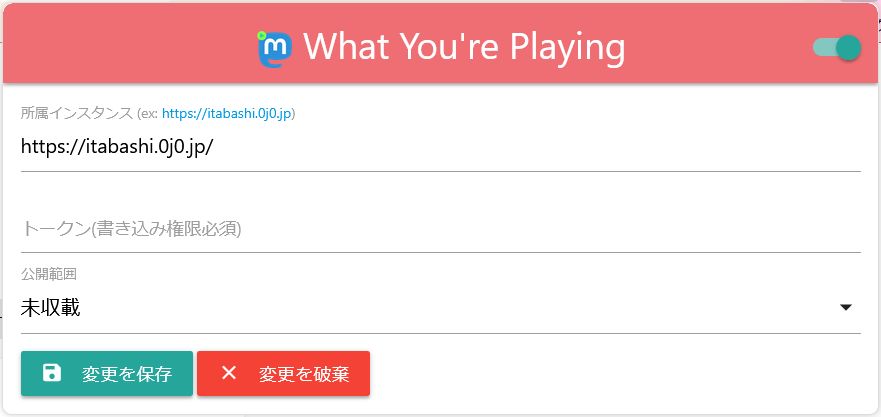 What You're Playing
所属インスタンス (ex: https://itabashi.0j0.jp)
https://itabashi.0j0.jp/
トークン(書き込み権限必須)
公開範囲
未収載
変更を保存
変更を破棄